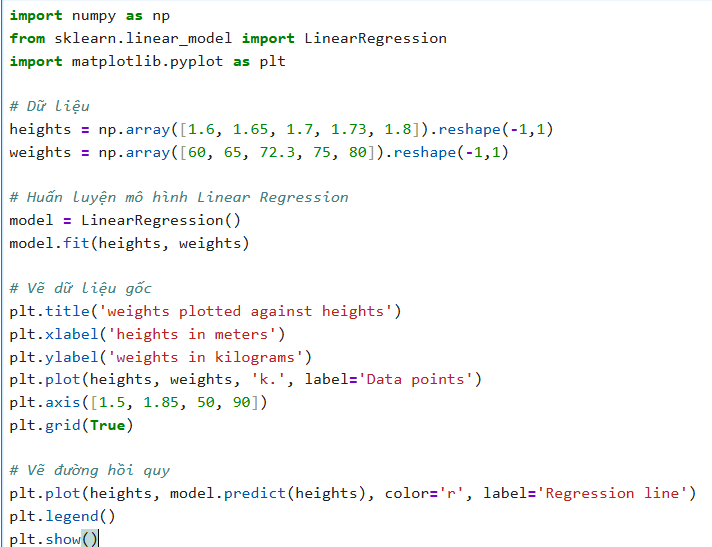 import numpy as np
from sklearn.linear_model import LinearRegression
import matplotlib.pyplot as plt

# Dữ liệu
heights = np.array([1.6, 1.65, 1.7, 1.73, 1.8]).reshape(-1,1)
weights = np.array([60, 65, 72.3, 75, 80]).reshape(-1,1)

# Huấn luyện mô hình Linear Regression
model = LinearRegression()
model.fit(heights, weights)

# Vẽ dữ liệu gốc
plt.title('weights plotted against heights')
plt.xlabel('heights in meters')
plt.ylabel('weights in kilograms')
plt.plot(heights, weights, 'k.', label='Data points')
plt.axis([1.5, 1.85, 50, 90])
plt.grid(True)

# Vẽ đường hồi quy
plt.plot(heights, model.predict(heights), color='r', label='Regression line')
plt.legend()
plt.show()